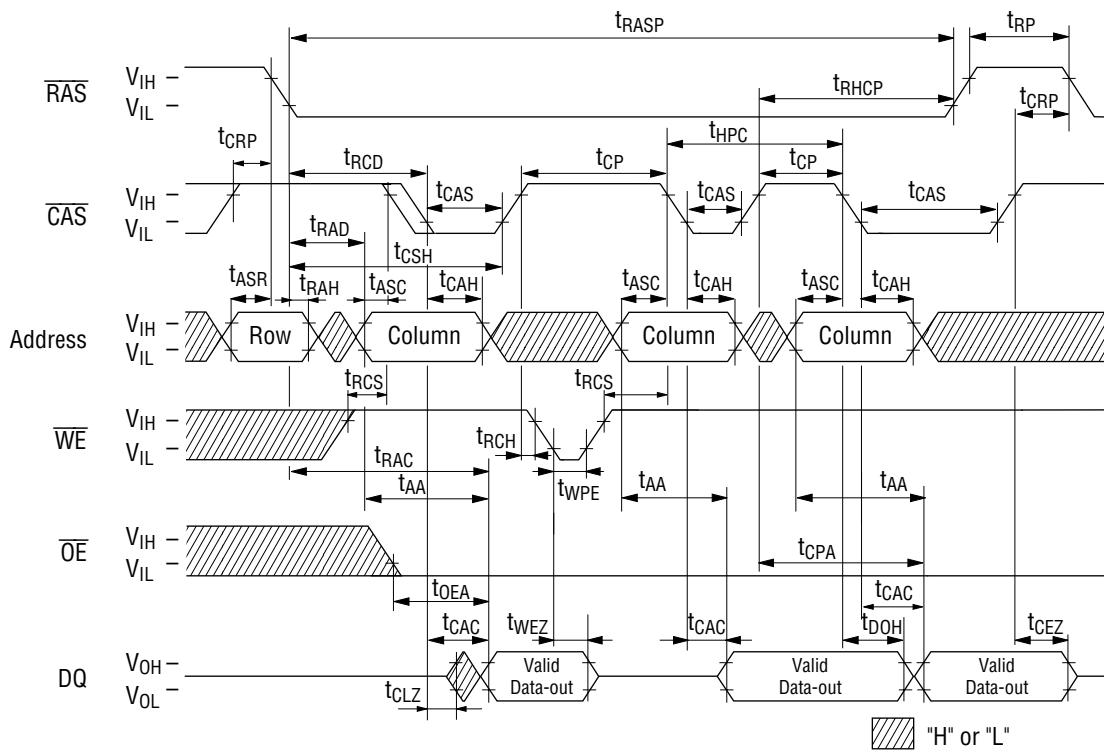 tRASP
tRP
RAS
VIH
VIL
tRHCP
tCRP
tCRP
tHPC
tRCD
tCP
tCP
CAS
VIH
VIL
tCAS
tCAS
tCAS
tRAD
tCSH
tASR
tRAH
tASC
tCAH
tASC
tCAH
tASC
tCAH
Address
VIH
VIL
Row
Column
Column
Column
tRCS
tRCS
WE
VIH
VIL
tRCH
tRAC
tWPE
tAA
tAA
tAA
OE
VIH
VIL
tCPA
tOEA
tCAC
tCAC
tWEZ
tCAC
tDOH
tCEZ
DQ
VOH
VOL
Valid
Data-out
Valid
Data-out
Valid
Data-out
tCLZ
"H" or "L"